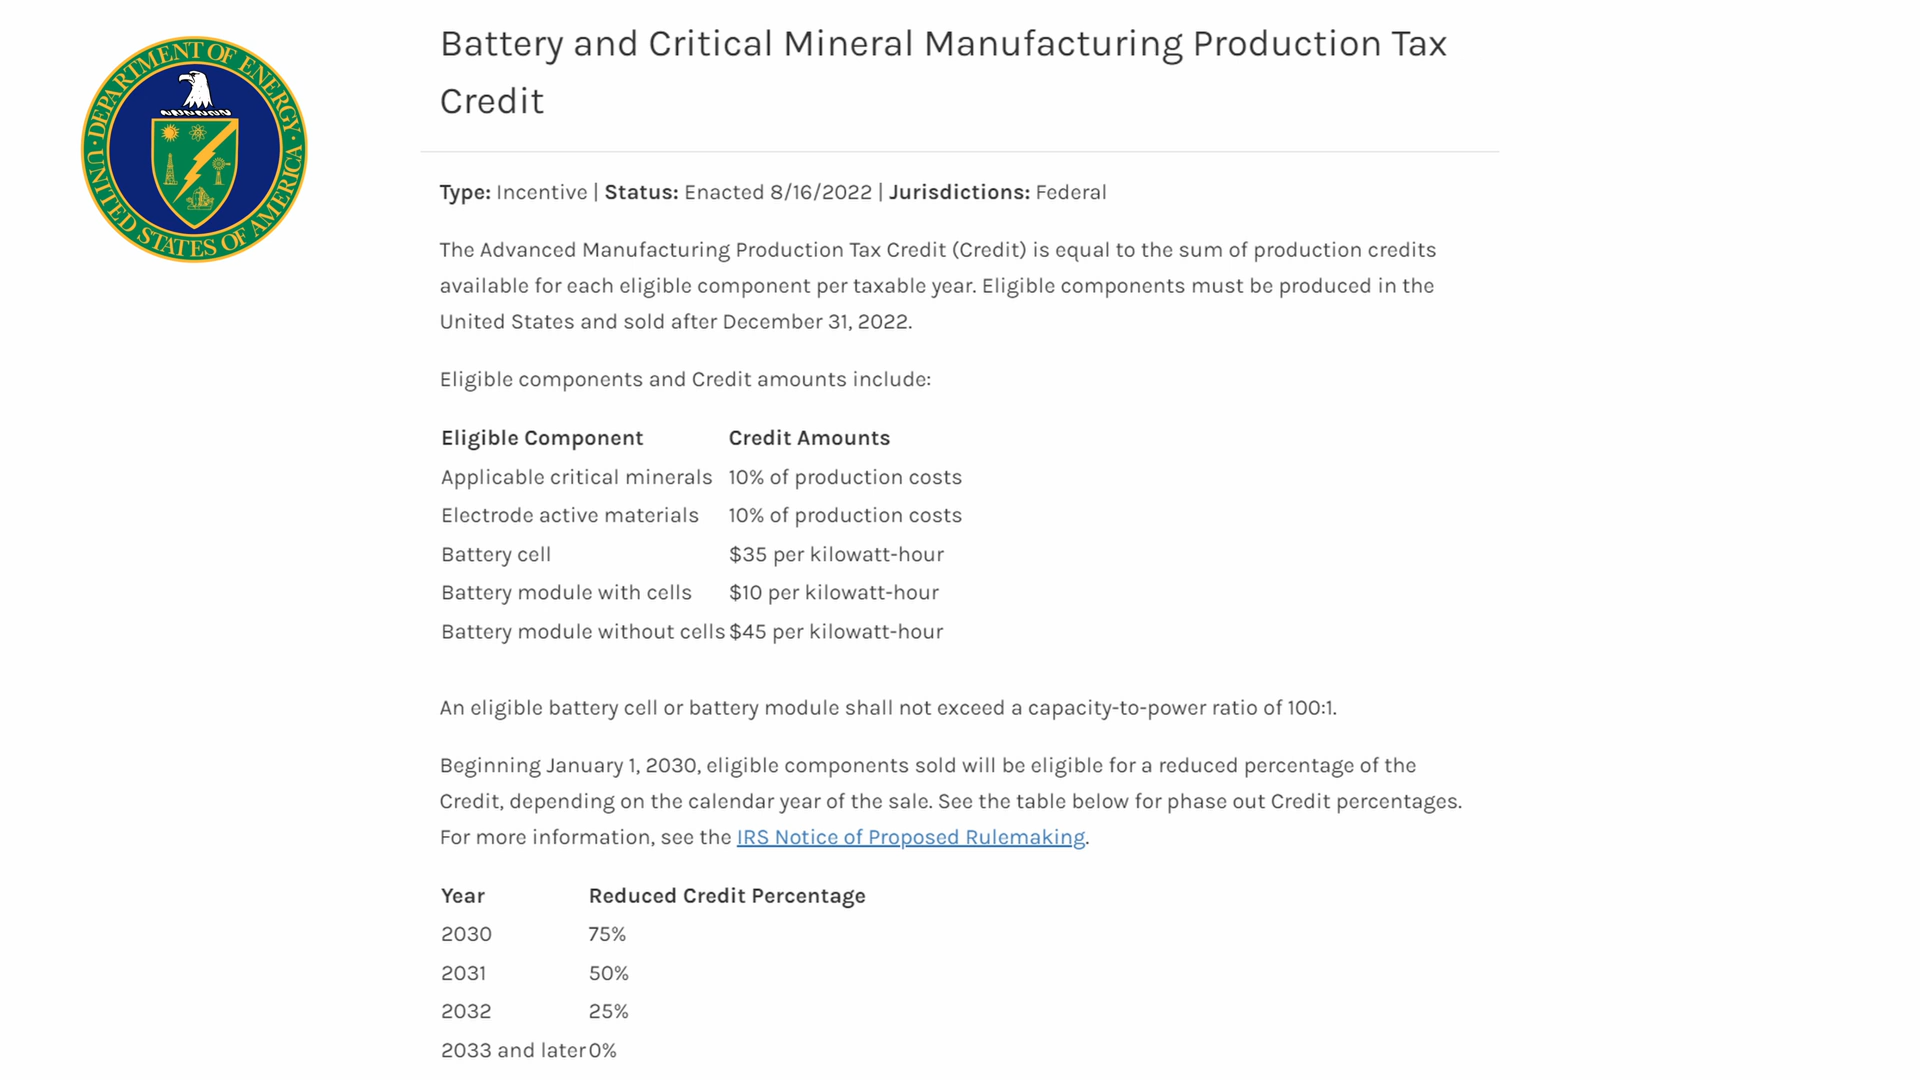 DEPARTMENT OF ENERGY
UNITED STATES OF AMERICA
Battery and Critical Mineral Manufacturing Production Tax
Credit
Type: Incentive | Status: Enacted 8/16/2022 | Jurisdictions: Federal
The Advanced Manufacturing Production Tax Credit (Credit) is equal to the sum of production credits
available for each eligible component per taxable year. Eligible components must be produced in the
United States and sold after December 31, 2022.
Eligible components and Credit amounts include:
Eligible Component Credit Amounts
Applicable critical minerals 10% of production costs
Electrode active materials 10% of production costs
Battery cell $35 per kilowatt-hour
Battery module with cells $10 per kilowatt-hour
Battery module without cells $45 per kilowatt-hour
An eligible battery cell or battery module shall not exceed a capacity-to-power ratio of 100:1.
Beginning January 1, 2030, eligible components sold will be eligible for a reduced percentage of the
Credit, depending on the calendar year of the sale. See the table below for phase out Credit percentages.
For more information, see the IRS Notice of Proposed Rulemaking.
Year Reduced Credit Percentage
2030 75%
2031 50%
2032 25%
2033 and later 0%